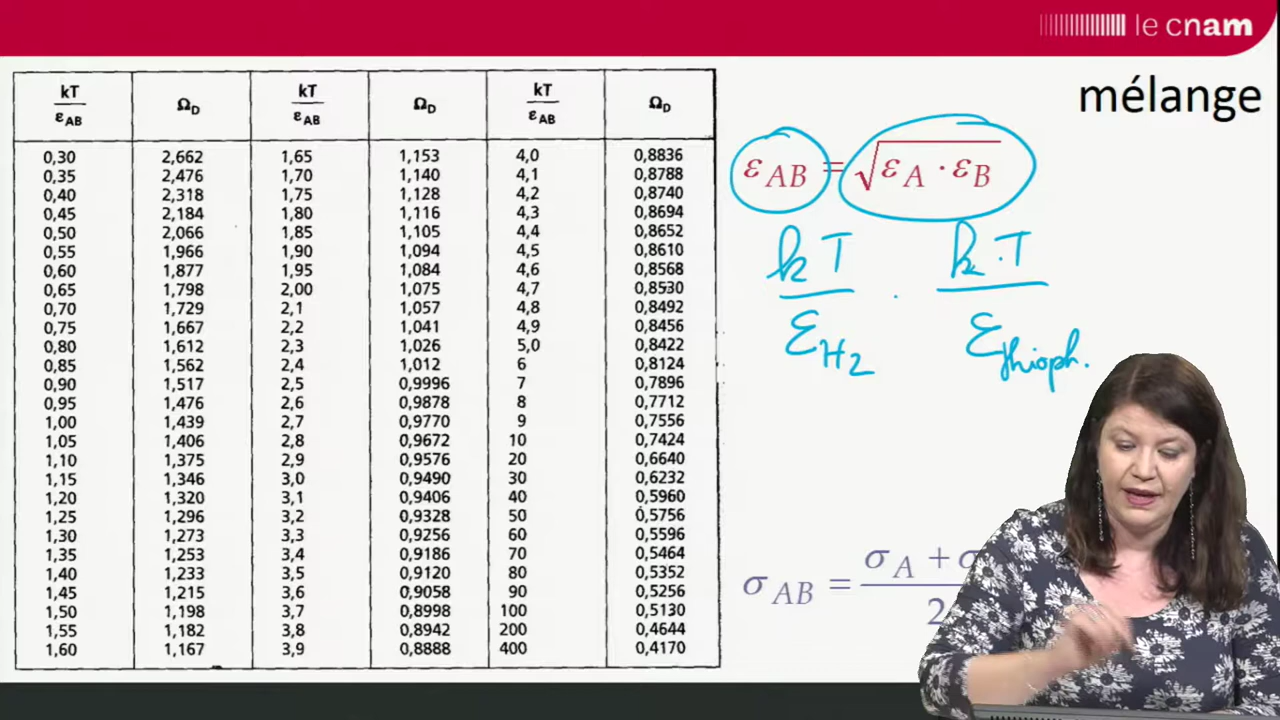 le cnam
mélange
kT/εAB ΩD kT/εAB ΩD kT/εAB ΩD
0,30 2,662 1,65 1,153 4,0 0,8836
0,35 2,476 1,70 1,140 4,1 0,8788
0,40 2,318 1,75 1,128 4,2 0,8740
0,45 2,184 1,80 1,116 4,3 0,8694
0,50 2,066 1,85 1,105 4,4 0,8652
0,55 1,966 1,90 1,094 4,5 0,8610
0,60 1,877 1,95 1,084 4,6 0,8568
0,65 1,798 2,00 1,075 4,7 0,8530
0,70 1,729 2,1 1,057 4,8 0,8492
0,75 1,667 2,2 1,041 4,9 0,8456
0,80 1,612 2,3 1,026 5,0 0,8422
0,85 1,562 2,4 1,012 6 0,8124
0,90 1,517 2,5 0,9996 7 0,7896
0,95 1,476 2,6 0,9878 8 0,7712
1,00 1,439 2,7 0,9770 9 0,7556
1,05 1,406 2,8 0,9672 10 0,7424
1,10 1,375 2,9 0,9576 20 0,6640
1,15 1,346 3,0 0,9490 30 0,6232
1,20 1,320 3,1 0,9406 40 0,5960
1,25 1,296 3,2 0,9328 50 0,5756
1,30 1,273 3,3 0,9256 60 0,5596
1,35 1,253 3,4 0,9186 70 0,5464
1,40 1,233 3,5 0,9120 80 0,5352
1,45 1,215 3,6 0,9058 90 0,5256
1,50 1,198 3,7 0,8998 100 0,5130
1,55 1,182 3,8 0,8942 200 0,4644
1,60 1,167 3,9 0,8888 400 0,4170
εAB = √εA · εB
kT/εH2 · k.T/εthioph.
σAB = σA + σ
2